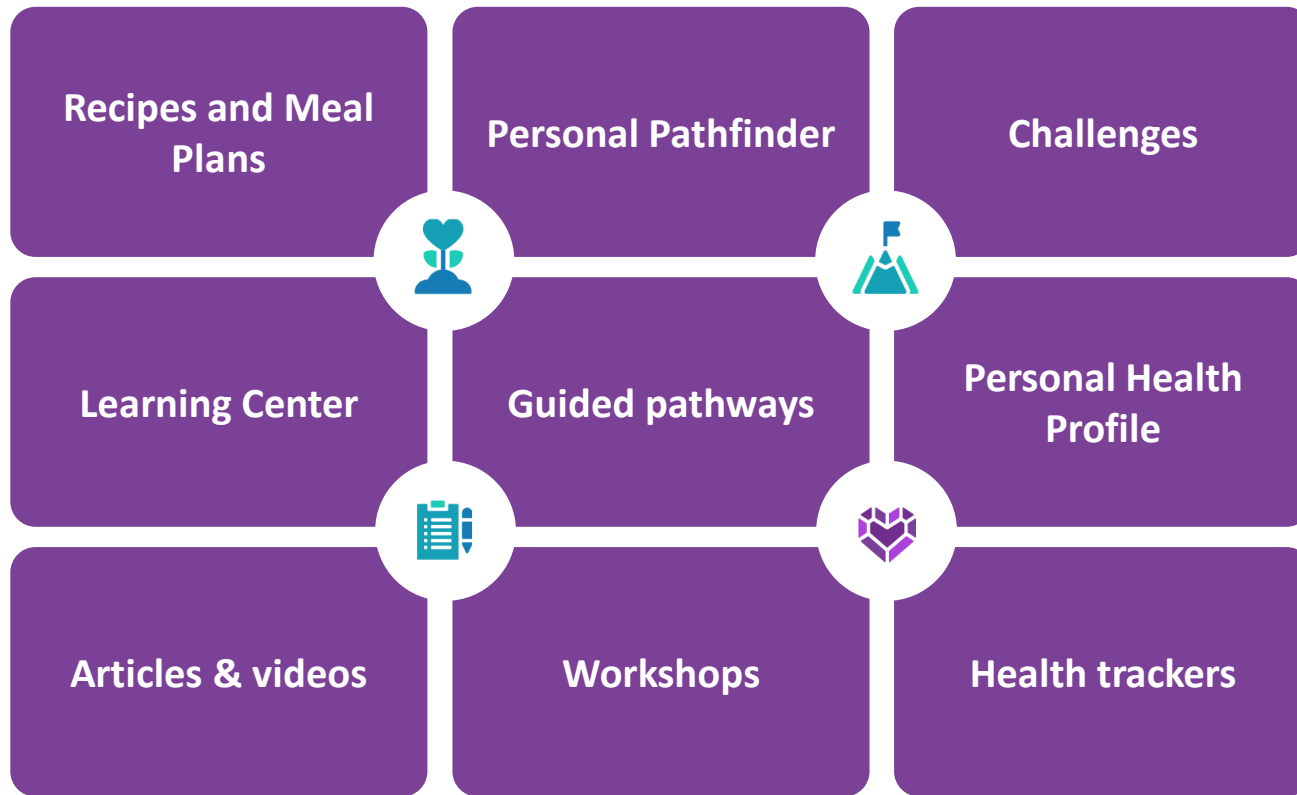 Recipes and Meal
Plans
Personal Pathfinder
Challenges
Learning Center
Guided pathways
Personal Health
Profile
Articles & videos
Workshops
Health trackers